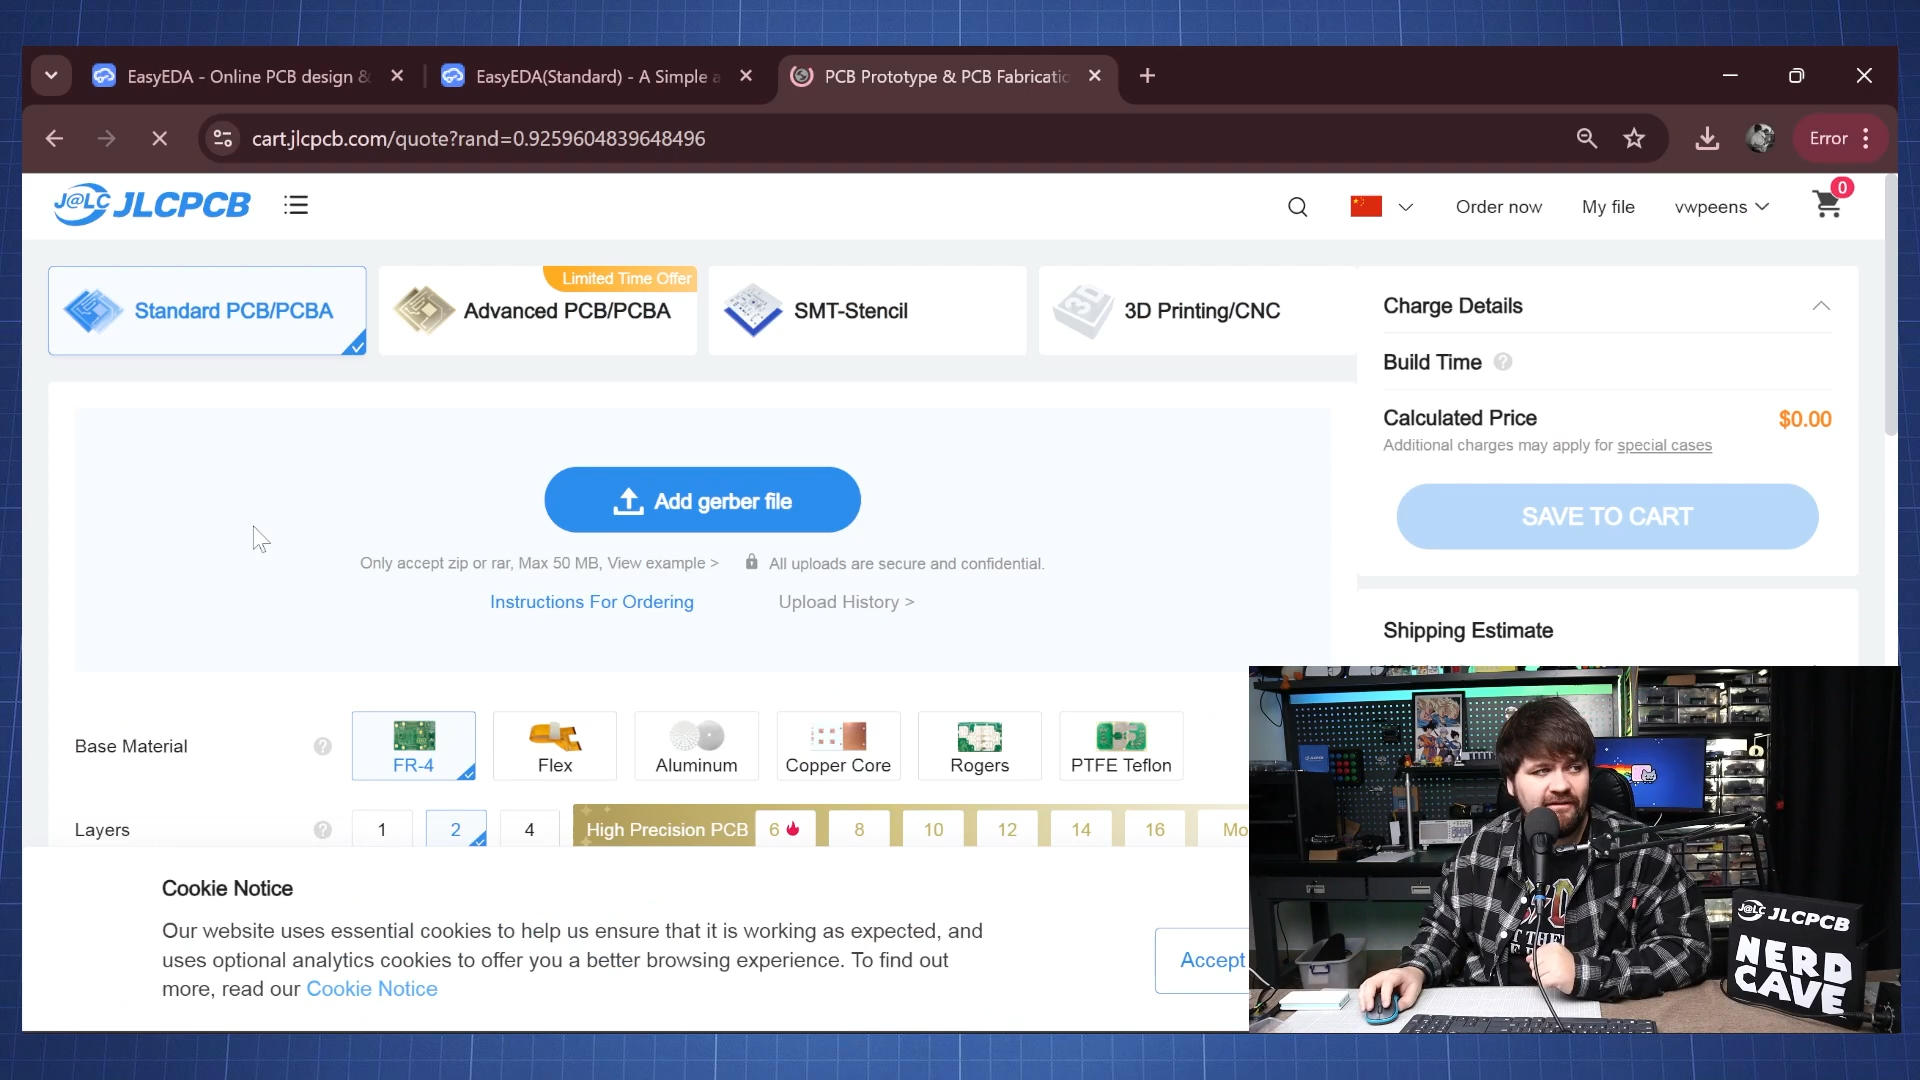 EasyEDA - Online PCB design &
EasyEDA(Standard) - A Simple a
PCB Prototype & PCB Fabricatio
cart.jlcpcb.com/quote?rand=0.9259604839648496
Error
J@LC JLCPCB
Order now
My file
vwpeens
0
Standard PCB/PCBA
Limited Time Offer
Advanced PCB/PCBA
SMT-Stencil
3D
3D Printing/CNC
Charge Details
Build Time
Calculated Price
$0.00
Additional charges may apply for special cases
SAVE TO CART
Add gerber file
Only accept zip or rar, Max 50 MB, View example >
All uploads are secure and confidential.
Instructions For Ordering
Upload History >
Shipping Estimate
Base Material
FR-4
Flex
Aluminum
Copper Core
Rogers
PTFE Teflon
Layers
1
2
4
High Precision PCB
6
8
10
12
14
16
Mo
Cookie Notice
Our website uses essential cookies to help us ensure that it is working as expected, and
uses optional analytics cookies to offer you a better browsing experience. To find out
more, read our Cookie Notice
Accept
J@LC JLCPCB
NERD
CAVE